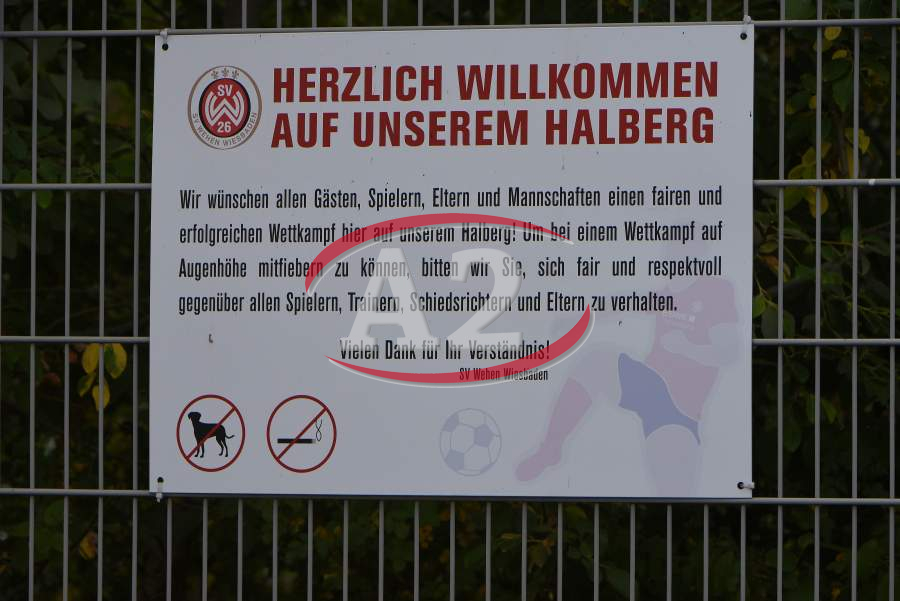 HERZLICH WILLKOMMEN
AUF UNSEREM HALBERG
SV
26
SV WEHEN WIESBADEN
Wir wünschen allen Gästen, Spielern, Eltern und Mannschaften einen fairen und
erfolgreichen Wettkampf hier auf unserem Halberg! Um bei einem Wettkampf auf
Augenhöhe mitfiebern zu können, bitten wir Sie, sich fair und respektvoll
gegenüber allen Spielern, Trainern, Schiedsrichtern und Eltern zu verhalten.
Vielen Dank für Ihr Verständnis!
SV Wehen Wiesbaden
A2